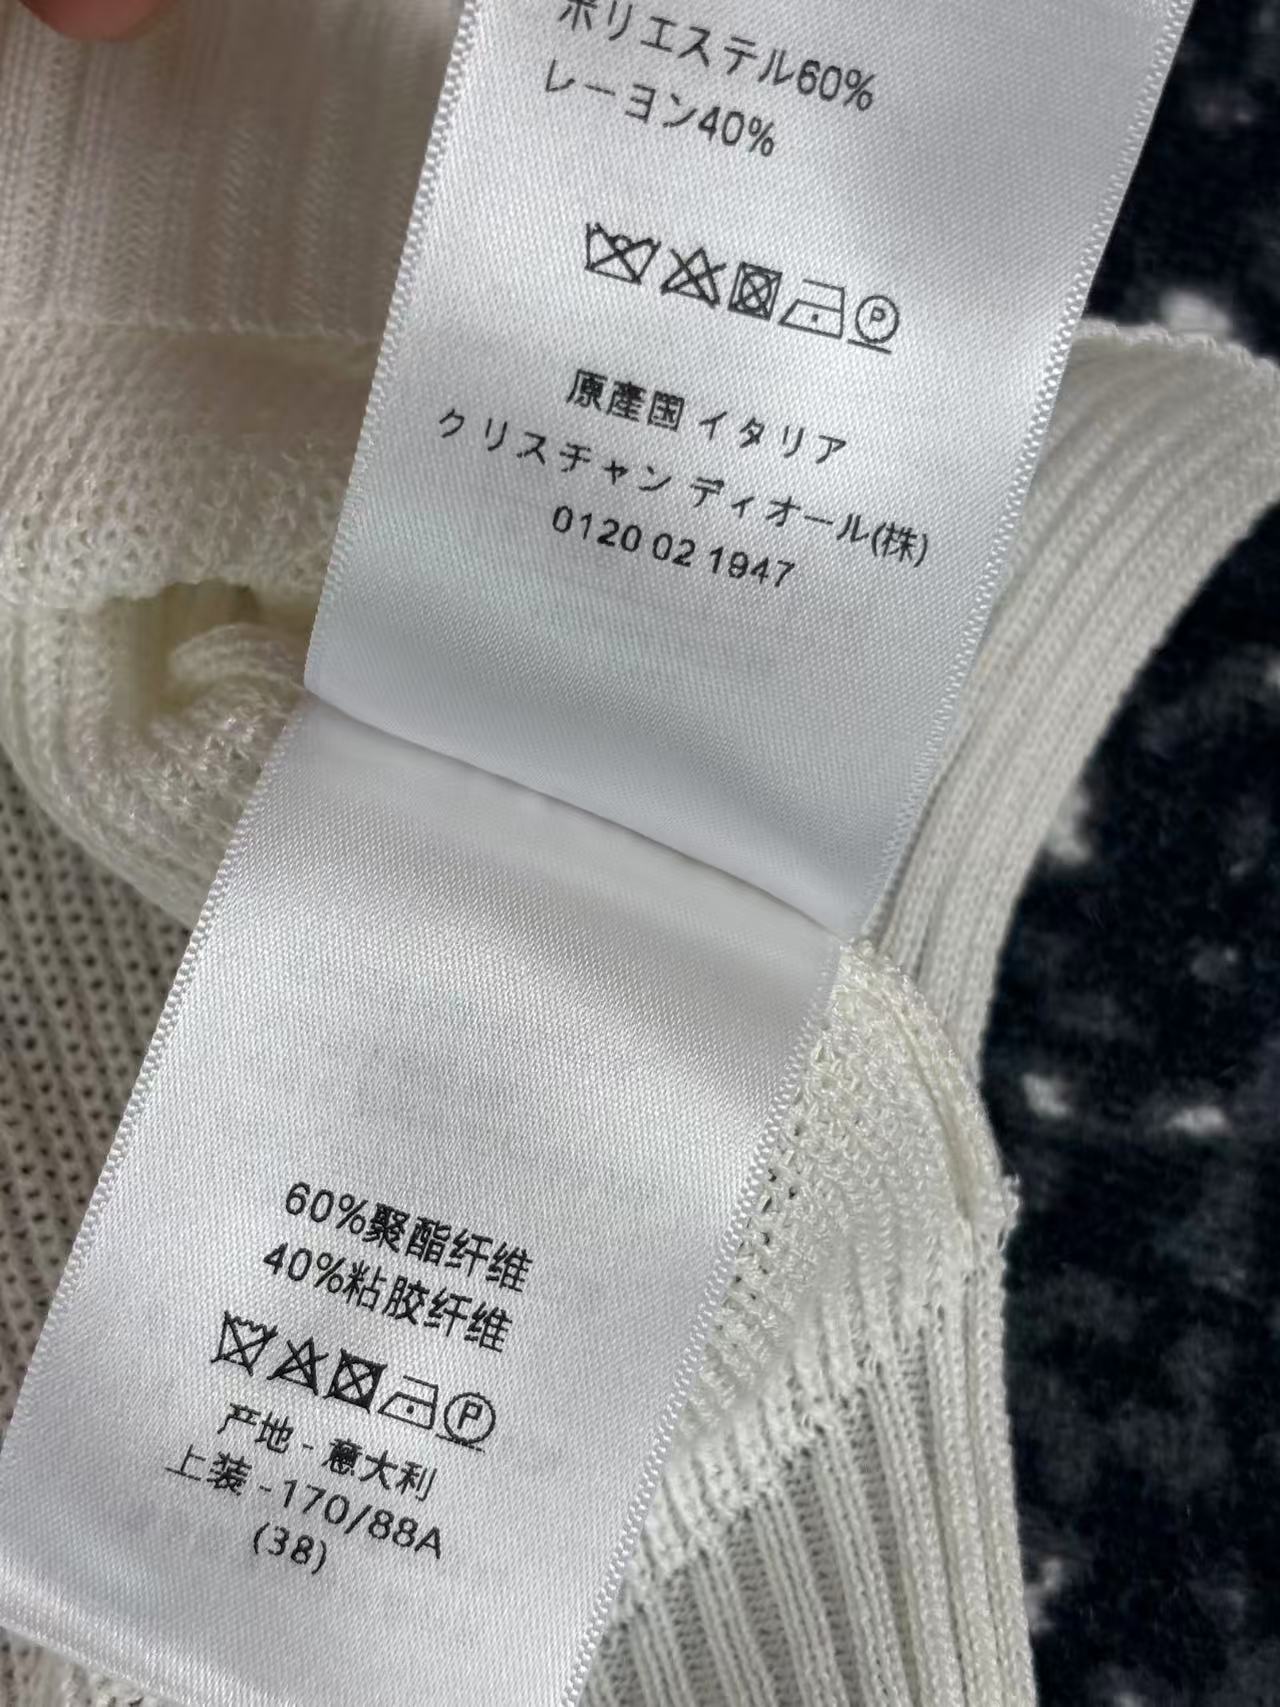 ポリエステル60%
レーヨン40%
P
原産国 イタリア
クリスチャン ディオール(株)
0120 02 1947
60%聚酯纤维
40%粘胶纤维
P
产地 - 意大利
上装 -170/88A
(38)